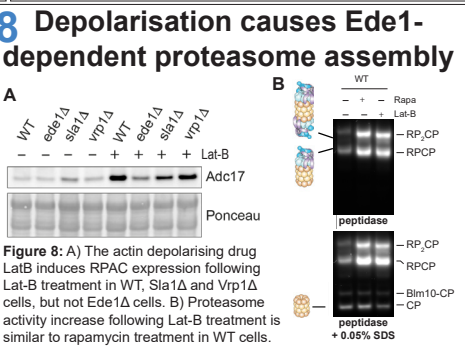 8 Depolarisation causes Ede1-
dependent proteasome assembly
A
WT ede1Δ sla1Δ vrp1Δ WT ede1Δ sla1Δ vrp1Δ
– – – – + + + + Lat-B
Adc17
Ponceau
Figure 8: A) The actin depolarising drug
LatB induces RPAC expression following
Lat-B treatment in WT, Sla1Δ and Vrp1Δ
cells, but not Ede1Δ cells. B) Proteasome
activity increase following Lat-B treatment is
similar to rapamycin treatment in WT cells.
B
WT
– + – Rapa
– – + Lat-B
RP₂CP
RPCP
peptidase
RP₂CP
RPCP
Blm10-CP
CP
peptidase
+ 0.05% SDS